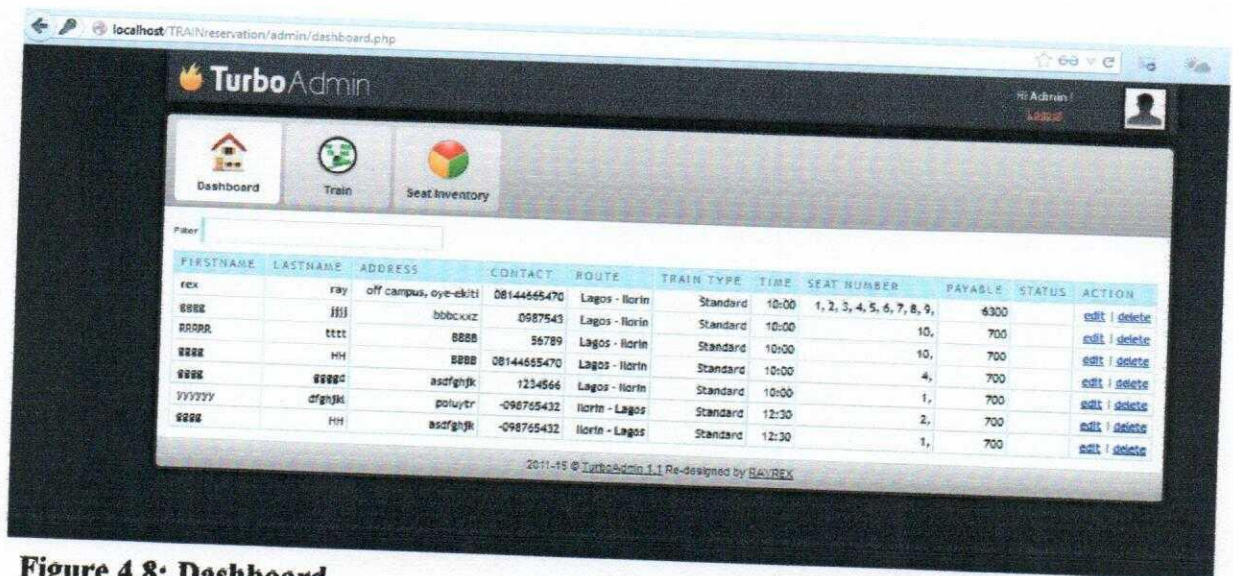 localhost/TRAINreservation/admin/dashboard.php
TurboAdmin
Hi Admin !
Logout
Dashboard Train Seat Inventory
Filter
FIRSTNAME LASTNAME ADDRESS CONTACT ROUTE TRAIN TYPE TIME SEAT NUMBER PAYABLE STATUS ACTION
rex ray off campus, oye-ekiti 08144665470 Lagos - Ilorin Standard 10:00 1, 2, 3, 4, 5, 6, 7, 8, 9, 6300 edit | delete
gggg jjjj bbbcxxz 0987543 Lagos - Ilorin Standard 10:00 10, 700 edit | delete
RRRRR tttt BBBB 56789 Lagos - Ilorin Standard 10:00 10, 700 edit | delete
gggg HH BBBB 08144665470 Lagos - Ilorin Standard 10:00 4, 700 edit | delete
gggg ggggd asdfghjk 1234566 Lagos - Ilorin Standard 10:00 1, 700 edit | delete
yyyyyy dfghjkl poluytr -098765432 Ilorin - Lagos Standard 12:30 2, 700 edit | delete
gggg HH asdfghjk -098765432 Ilorin - Lagos Standard 12:30 1, 700 edit | delete
2011-15 © TurboAdmin 1.1 Re-designed by RAYREX
Figure 4.8: Dashboard